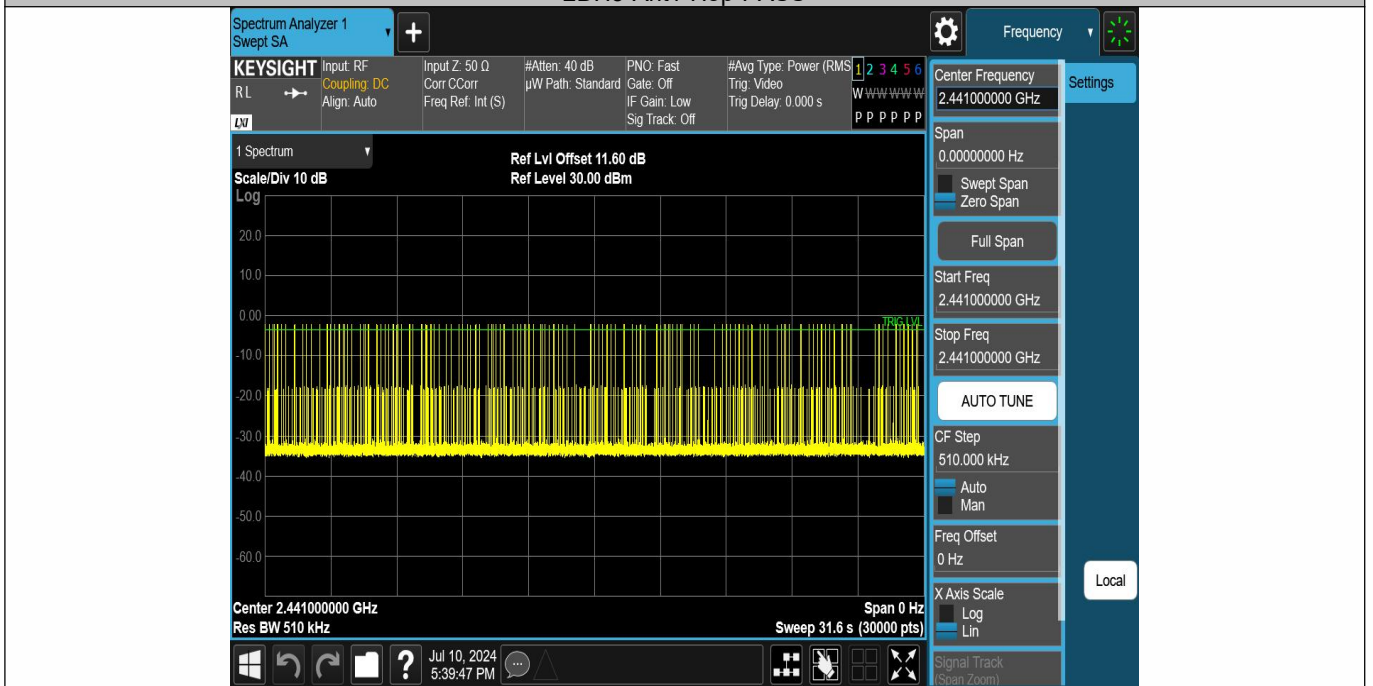 Spectrum Analyzer 1
Swept SA
Frequency
KEYSIGHT
RL
LXI
Input: RF
Coupling: DC
Align: Auto
Input Z: 50 Ω
Corr CCorr
Freq Ref: Int (S)
#Atten: 40 dB
µW Path: Standard
PNO: Fast
Gate: Off
IF Gain: Low
Sig Track: Off
#Avg Type: Power (RMS
Trig: Video
Trig Delay: 0.000 s
1 2 3 4 5 6
W W W W W W
P P P P P P
1 Spectrum
Scale/Div 10 dB
Ref Lvl Offset 11.60 dB
Ref Level 30.00 dBm
Log
20.0
10.0
0.00
TRIG LVL
-10.0
-20.0
-30.0
-40.0
-50.0
-60.0
Center 2.441000000 GHz
Span 0 Hz
Res BW 510 kHz
Sweep 31.6 s (30000 pts)
Center Frequency
2.441000000 GHz
Settings
Span
0.00000000 Hz
Swept Span
Zero Span
Full Span
Start Freq
2.441000000 GHz
Stop Freq
2.441000000 GHz
AUTO TUNE
CF Step
510.000 kHz
Auto
Man
Freq Offset
0 Hz
Local
X Axis Scale
Log
Lin
Signal Track
(Span Zoom)
?
Jul 10, 2024
5:39:47 PM